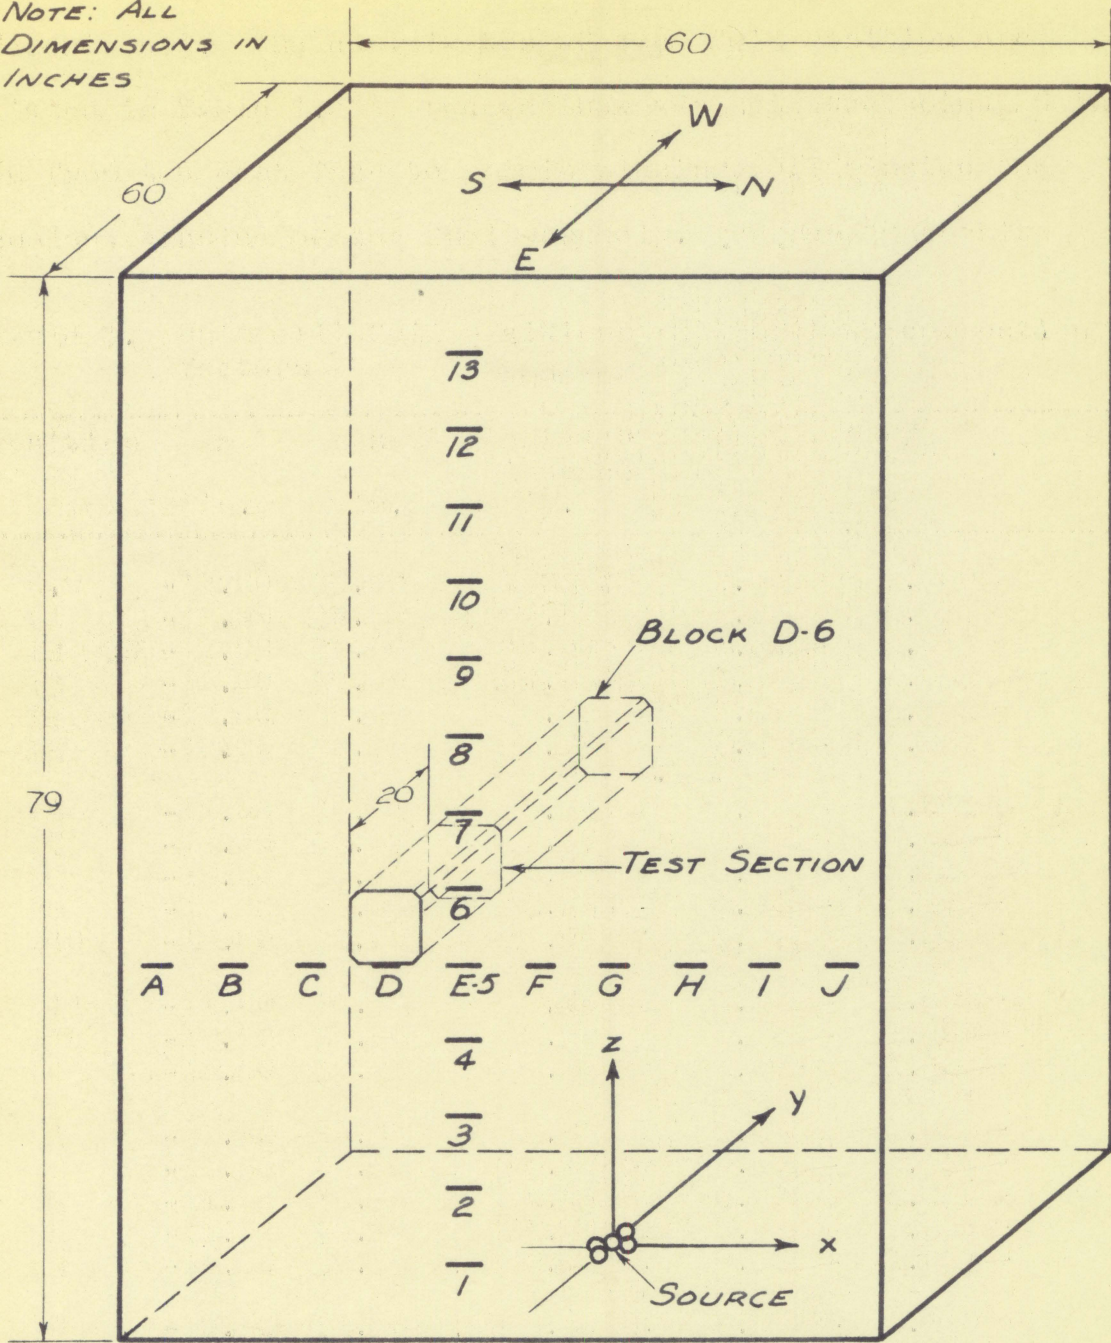 NOTE: ALL
DIMENSIONS IN
INCHES
60
60
W
S
N
E
79
13
12
11
10
9
BLOCK D-6
8
20
7
TEST SECTION
6
A B C D E-5 F G H I J
4
Z
Y
3
2
X
1
SOURCE